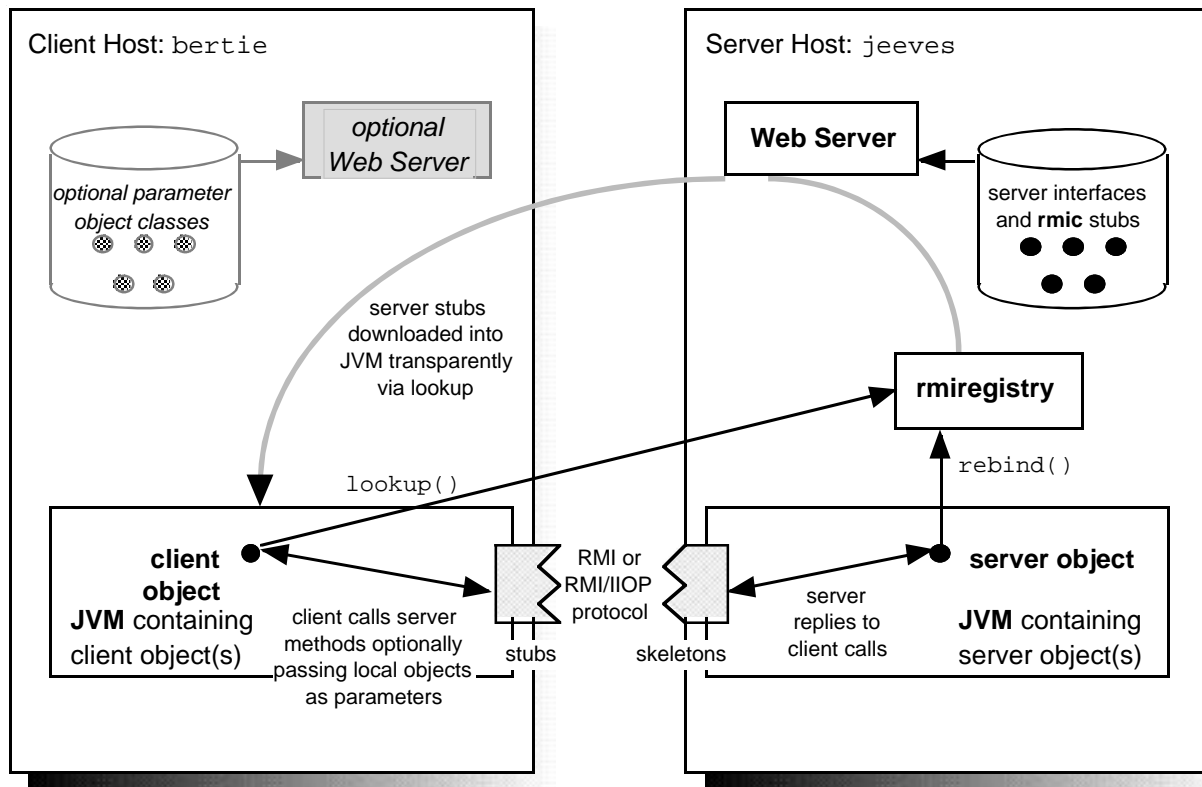 Client Host: bertie
optional
Web Server
optional parameter
object classes
server stubs
downloaded into
JVM transparently
via lookup
lookup()
client
object
JVM containing
client object(s)
client calls server
methods optionally
passing local objects
as parameters
stubs
RMI or
RMI/IIOP
protocol
Server Host: jeeves
Web Server
server interfaces
and rmic stubs
rmiregistry
rebind()
skeletons
server
replies to
client calls
server object
JVM containing
server object(s)